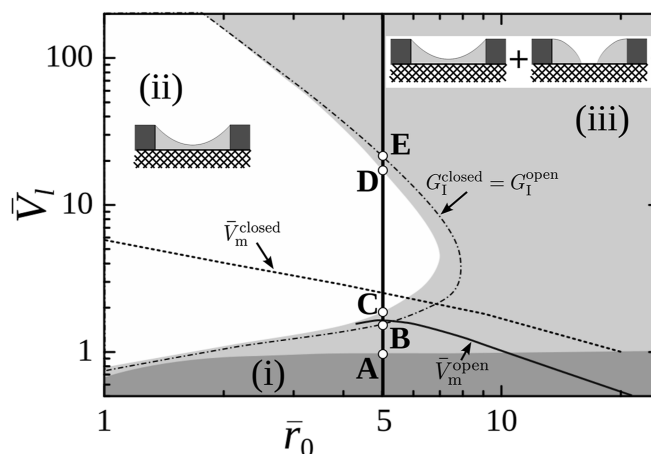 100
10
1
V̄_l
(ii)
(iii)
+
E
D
G_I^closed = G_I^open
V̄_m^closed
C
B
A
(i)
V̄_m^open
1
5
10
r̄_0